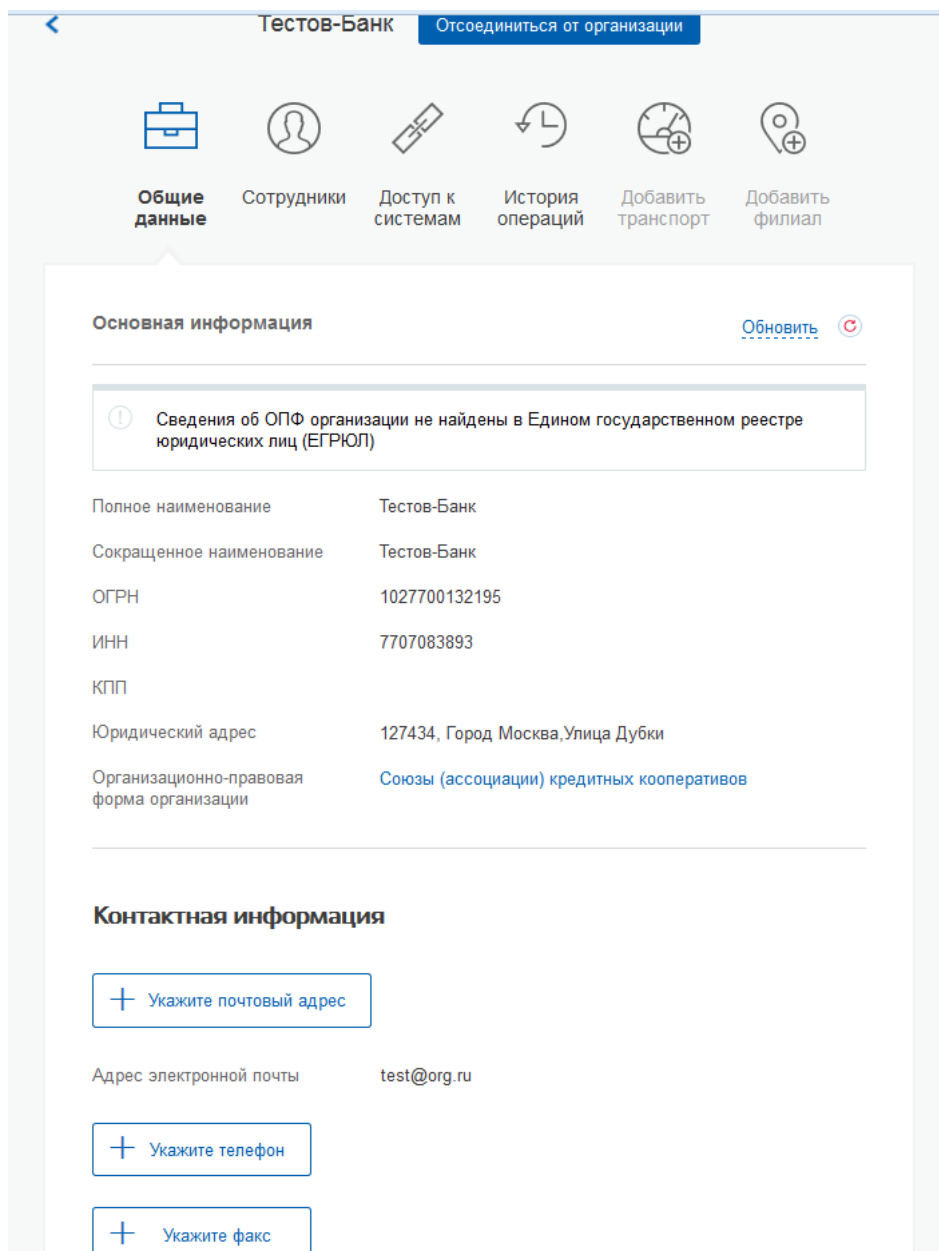 Тестов-Банк
Отсоединиться от организации
Общие данные
Сотрудники
Доступ к системам
История операций
Добавить транспорт
Добавить филиал
Основная информация
Обновить
Сведения об ОПФ организации не найдены в Едином государственном реестре
юридических лиц (ЕГРЮЛ)
Полное наименование Тестов-Банк
Сокращенное наименование Тестов-Банк
ОГРН 1027700132195
ИНН 7707083893
КПП
Юридический адрес 127434, Город Москва,Улица Дубки
Организационно-правовая Союзы (ассоциации) кредитных кооперативов
форма организации
Контактная информация
Укажите почтовый адрес
Адрес электронной почты test@org.ru
Укажите телефон
Укажите факс